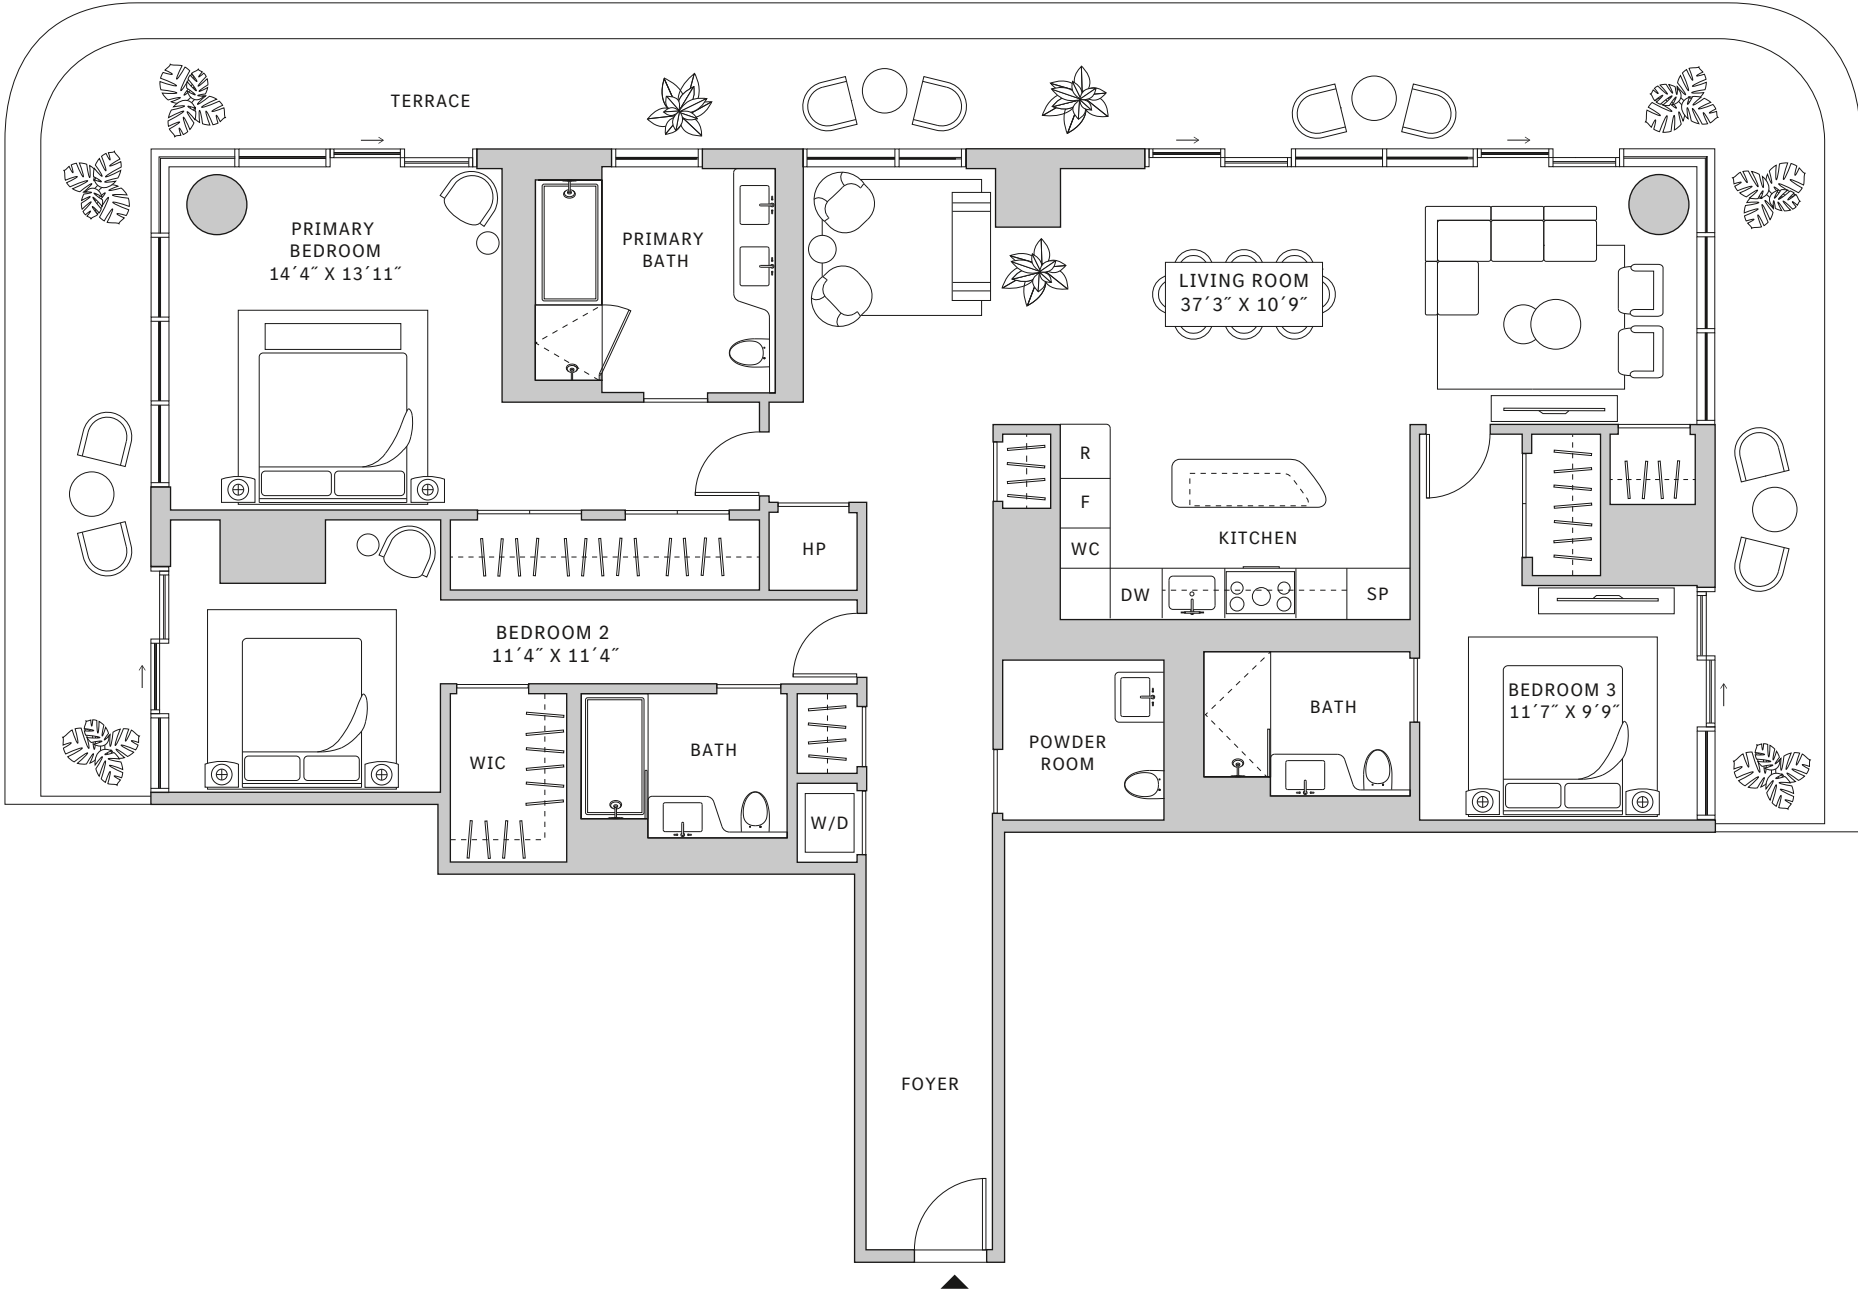 TERRACE
PRIMARY
BEDROOM
14´4˝ X 13´11˝
PRIMARY
BATH
LIVING ROOM
37´3˝ X 10´9˝
R
F
WC
DW
SP
KITCHEN
HP
BEDROOM 2
11´4˝ X 11´4˝
WIC
BATH
W/D
POWDER
ROOM
BATH
BEDROOM 3
11´7˝ X 9´9˝
FOYER